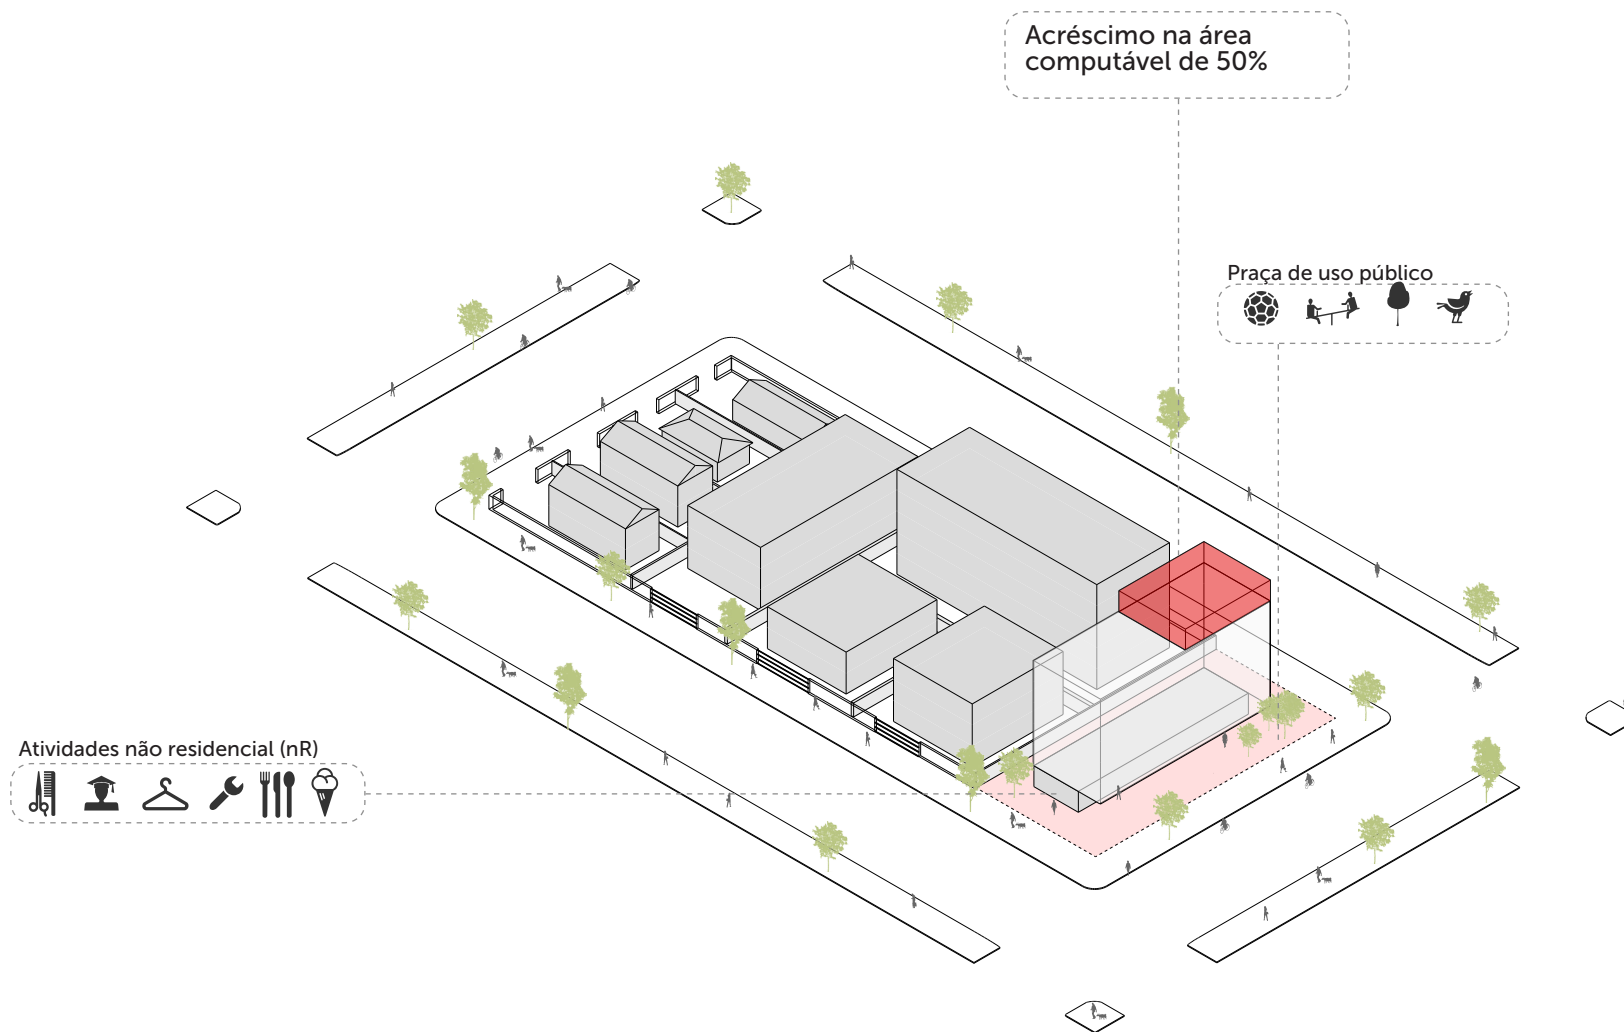 Acréscimo na área
computável de 50%
Praça de uso público
Atividades não residencial (nR)